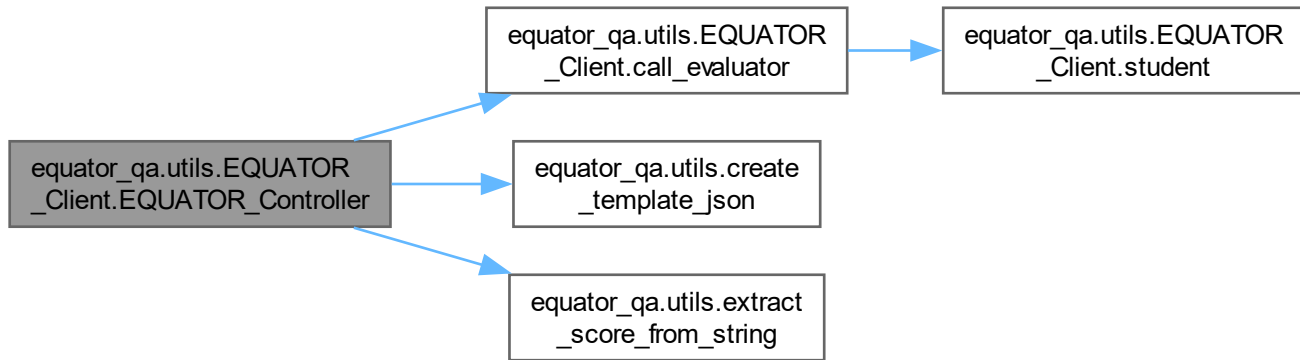 equator_qa.utils.EQUATOR
_Client.EQUATOR_Controller
equator_qa.utils.EQUATOR
_Client.call_evaluator
equator_qa.utils.EQUATOR
_Client.student
equator_qa.utils.create
_template_json
equator_qa.utils.extract
_score_from_string